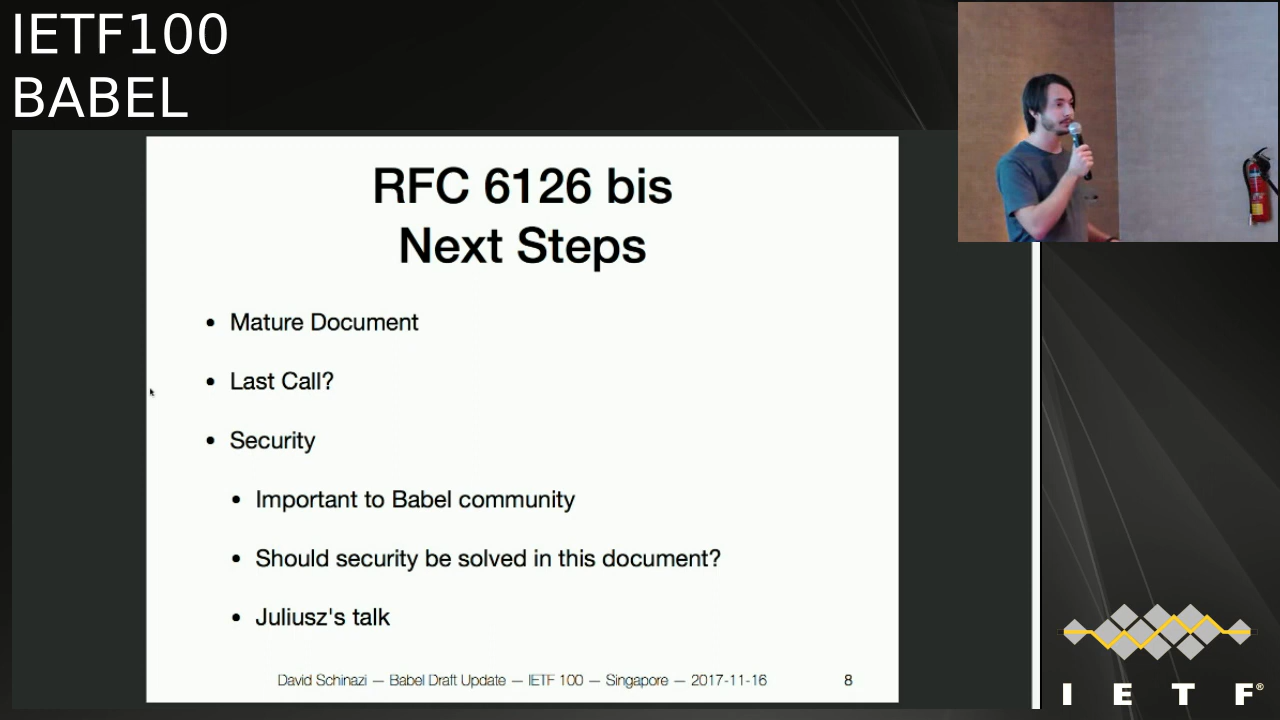 IETF100
BABEL
RFC 6126 bis
Next Steps
• Mature Document
• Last Call?
• Security
• Important to Babel community
• Should security be solved in this document?
• Juliusz's talk
David Schinazi — Babel Draft Update — IETF 100 — Singapore — 2017-11-16
8
I E T F®